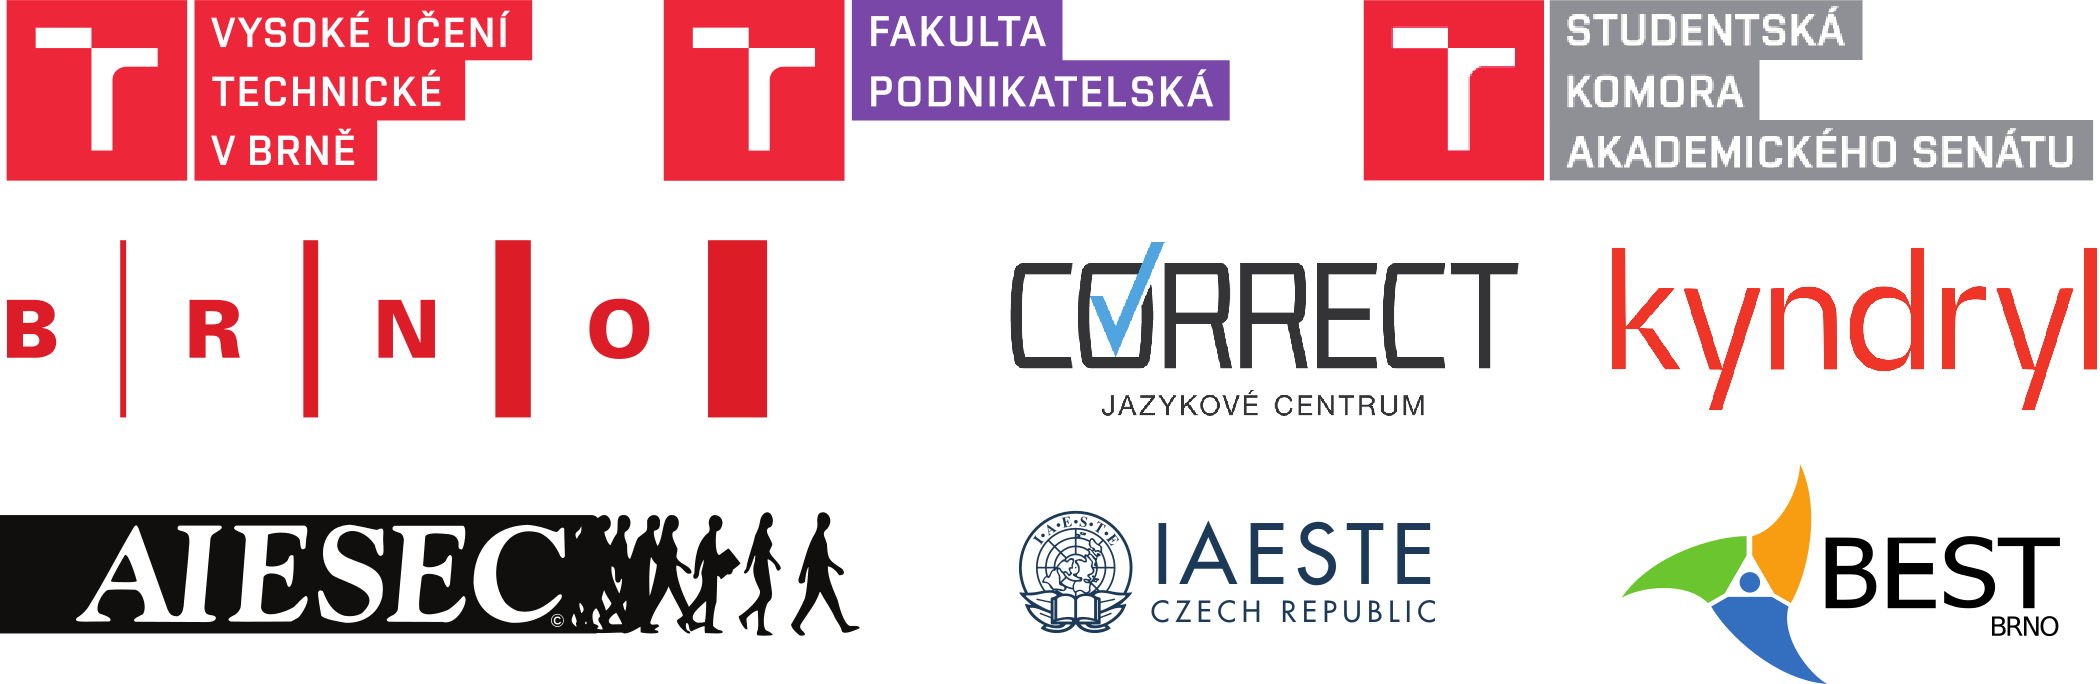 VYSOKÉ UČENÍ
TECHNICKÉ
V BRNĚ
FAKULTA
PODNIKATELSKÁ
STUDENTSKÁ
KOMORA
AKADEMICKÉHO SENÁTU
B R N O
CORRECT
JAZYKOVÉ CENTRUM
kyndryl
AIESEC
©
I·A·E·S·T·E
IAESTE
CZECH REPUBLIC
BEST
BRNO